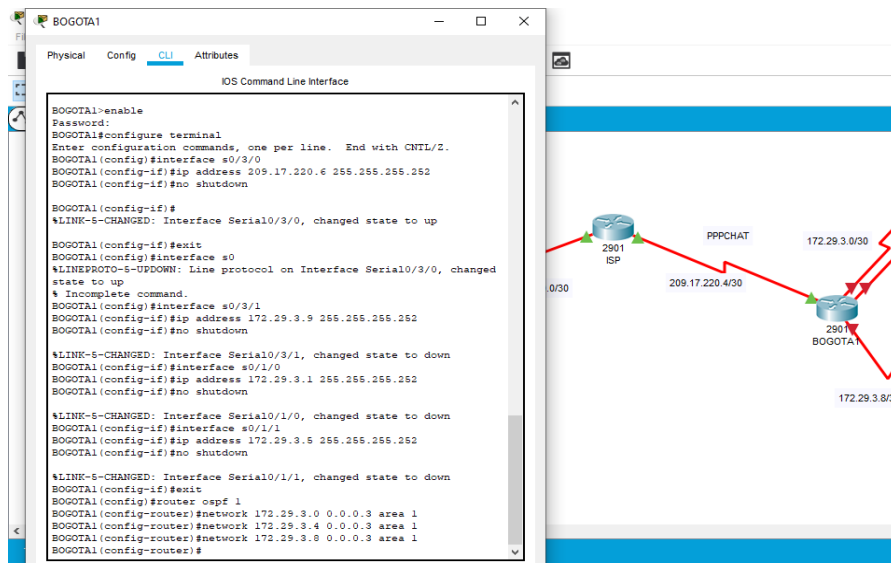 BOGOTA1
Fi
Physical Config CLI Attributes
IOS Command Line Interface
BOGOTA1>enable
Password:
BOGOTA1#configure terminal
Enter configuration commands, one per line.  End with CNTL/Z.
BOGOTA1(config)#interface s0/3/0
BOGOTA1(config-if)#ip address 209.17.220.6 255.255.255.252
BOGOTA1(config-if)#no shutdown
BOGOTA1(config-if)#
%LINK-5-CHANGED: Interface Serial0/3/0, changed state to up
BOGOTA1(config-if)#exit
BOGOTA1(config)#interface s0
%LINEPROTO-5-UPDOWN: Line protocol on Interface Serial0/3/0, changed
state to up
% Incomplete command.
BOGOTA1(config)#interface s0/3/1
BOGOTA1(config-if)#ip address 172.29.3.9 255.255.255.252
BOGOTA1(config-if)#no shutdown
%LINK-5-CHANGED: Interface Serial0/3/1, changed state to down
BOGOTA1(config-if)#interface s0/1/0
BOGOTA1(config-if)#ip address 172.29.3.1 255.255.255.252
BOGOTA1(config-if)#no shutdown
%LINK-5-CHANGED: Interface Serial0/1/0, changed state to down
BOGOTA1(config-if)#interface s0/1/1
BOGOTA1(config-if)#ip address 172.29.3.5 255.255.255.252
BOGOTA1(config-if)#no shutdown
%LINK-5-CHANGED: Interface Serial0/1/1, changed state to down
BOGOTA1(config-if)#exit
BOGOTA1(config)#router ospf 1
BOGOTA1(config-router)#network 172.29.3.0 0.0.0.3 area 1
BOGOTA1(config-router)#network 172.29.3.4 0.0.0.3 area 1
BOGOTA1(config-router)#network 172.29.3.8 0.0.0.3 area 1
BOGOTA1(config-router)#
2901
ISP
PPPCHAT
172.29.3.0/30
.0/30
209.17.220.4/30
2901
BOGOTA1
172.29.3.8/